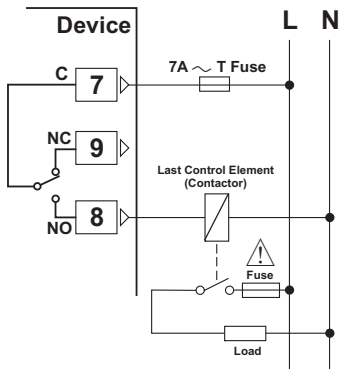 Device
L N
C 7
7A ~ T Fuse
NC 9
Last Control Element
(Contactor)
8
NO
Fuse
Load